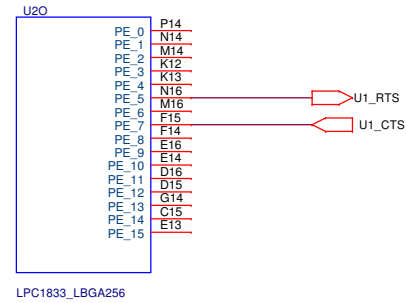 U2O
PE_0 P14
PE_1 N14
PE_2 M14
PE_3 K12
PE_4 K13
PE_5 N16 U1_RTS
PE_6 M16
PE_7 F15 U1_CTS
PE_8 F14
PE_9 E16
PE_10 E14
PE_11 D16
PE_12 D15
PE_13 G14
PE_14 C15
PE_15 E13
LPC1833_LBGA256